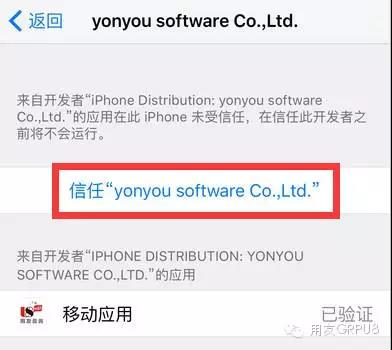 返回
yonyou software Co.,Ltd.
来自开发者“iPhone Distribution: yonyou software
Co.,Ltd.”的应用在此 iPhone 未受信任，在信任此开发者之
前将不会运行。
信任“yonyou software Co.,Ltd.”
来自开发者“IPHONE DISTRIBUTION: YONYOU
SOFTWARE CO.,LTD.”的应用
移动应用
已验证
用友GRPU8